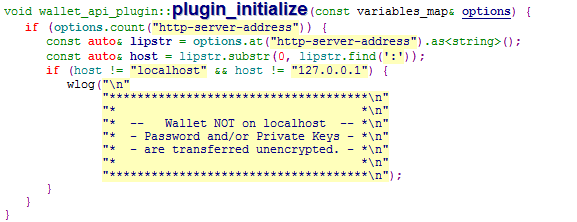 void wallet_api_plugin::plugin_initialize(const variables_map& options) {
   if (options.count("http-server-address")) {
      const auto& lipstr = options.at("http-server-address").as<string>();
      const auto& host = lipstr.substr(0, lipstr.find(':'));
      if (host != "localhost" && host != "127.0.0.1") {
         wlog("\n"
              "*************************************\n"
              "*                                   *\n"
              "*  --   Wallet NOT on localhost  -- *\n"
              "*  - Password and/or Private Keys - *\n"
              "*  - are transferred unencrypted. - *\n"
              "*                                   *\n"
              "*************************************\n");
      }
   }
}